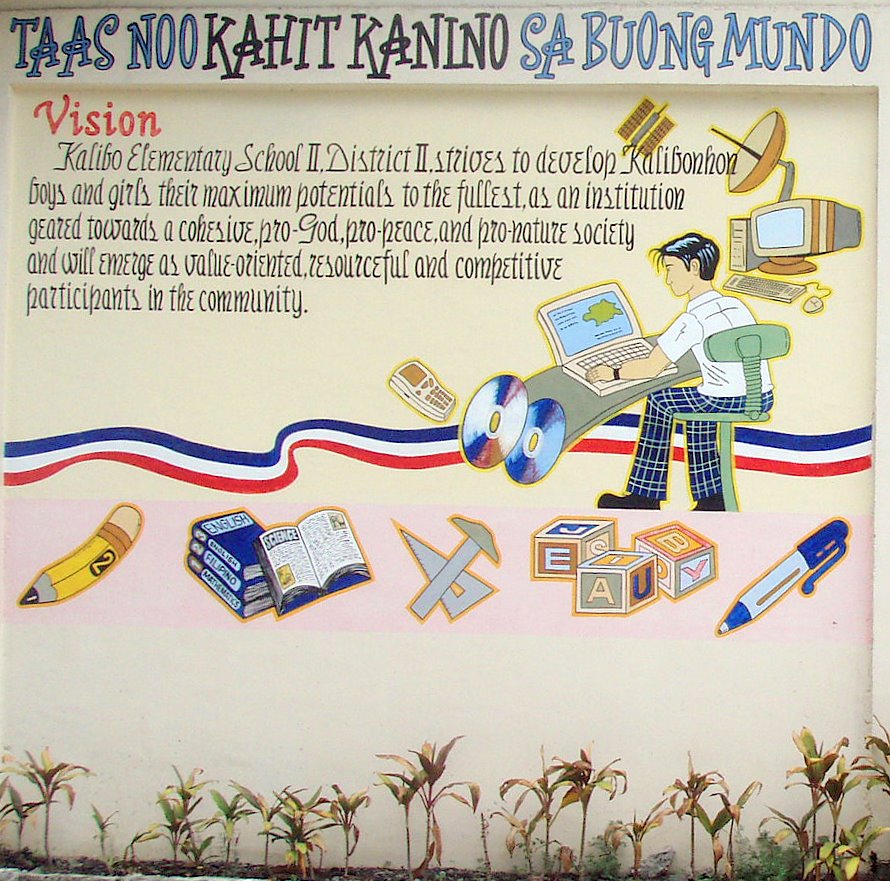 TAAS NOO KAHIT KANINO SA BUONG MUNDO
Vision
Kalibo Elementary School II, District II, strives to develop Kalibonhon
boys and girls their maximum potentials to the fullest, as an institution
geared towards a cohesive, pro-God, pro-peace, and pro-nature society
and will emerge as value-oriented, resourceful and competitive
participants in the community.
2
ENGLISH
ENGLISH
FILIPINO
MATHEMATICS
SCIENCE
J
E S
A U
B
Y